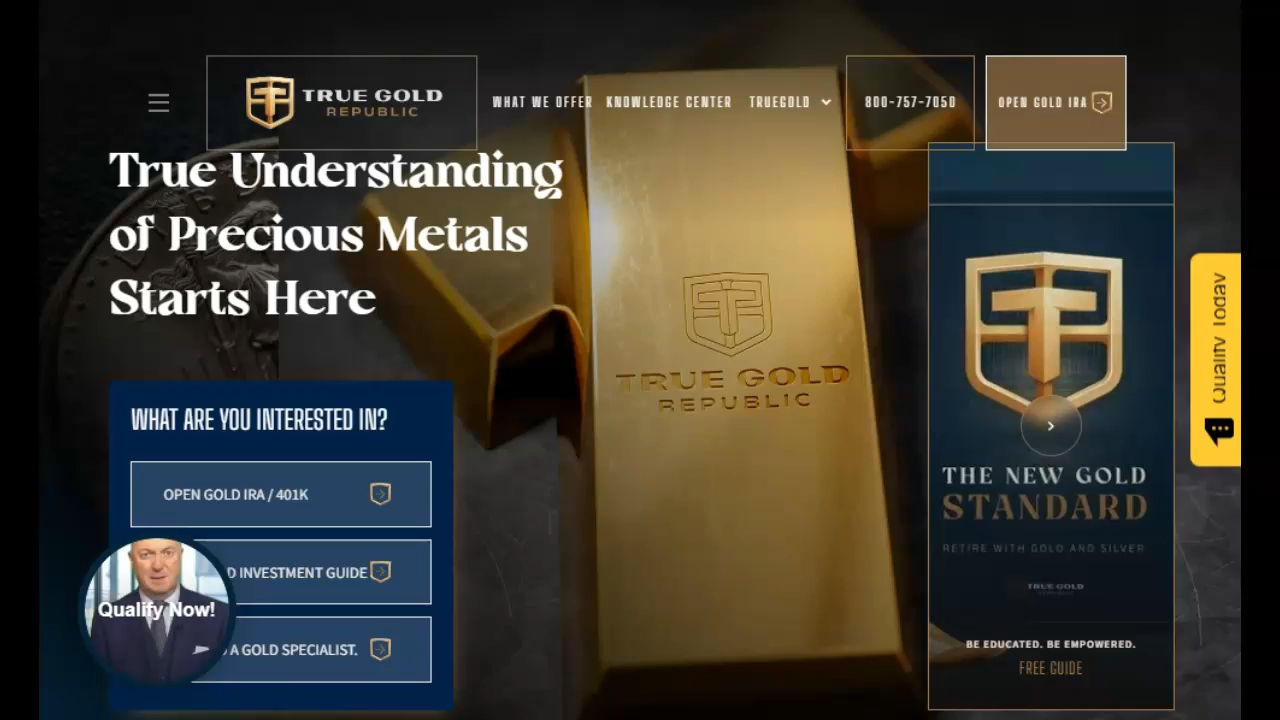 TRUE GOLD
REPUBLIC
WHAT WE OFFER
KNOWLEDGE CENTER
TRUEGOLD
800-757-7050
OPEN GOLD IRA
True Understanding
of Precious Metals
Starts Here
WHAT ARE YOU INTERESTED IN?
OPEN GOLD IRA / 401K
D INVESTMENT GUIDE
A GOLD SPECIALIST.
Qualify Now!
TRUE GOLD
REPUBLIC
THE NEW GOLD
STANDARD
RETIRE WITH GOLD AND SILVER
TRUE GOLD
BE EDUCATED. BE EMPOWERED.
FREE GUIDE
Qualify Today